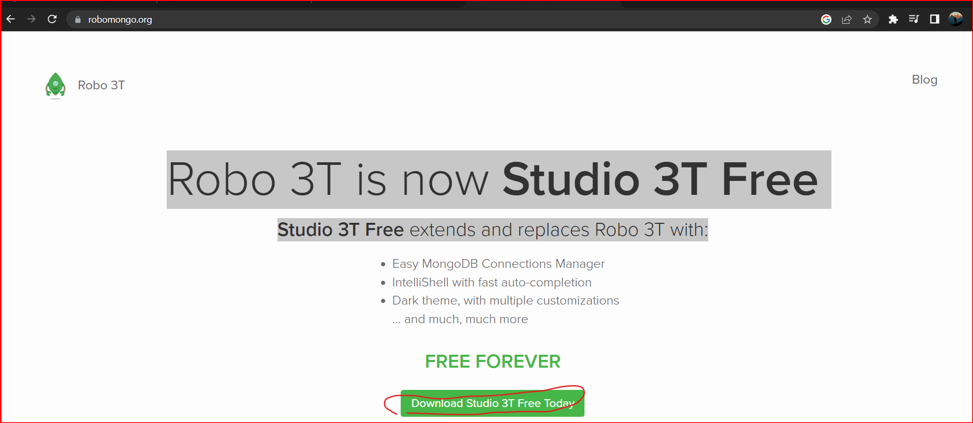 robomongo.org
Robo 3T
Blog
Robo 3T is now Studio 3T Free
Studio 3T Free extends and replaces Robo 3T with:
Easy MongoDB Connections Manager
IntelliShell with fast auto-completion
Dark theme, with multiple customizations
... and much, much more
FREE FOREVER
Download Studio 3T Free Today